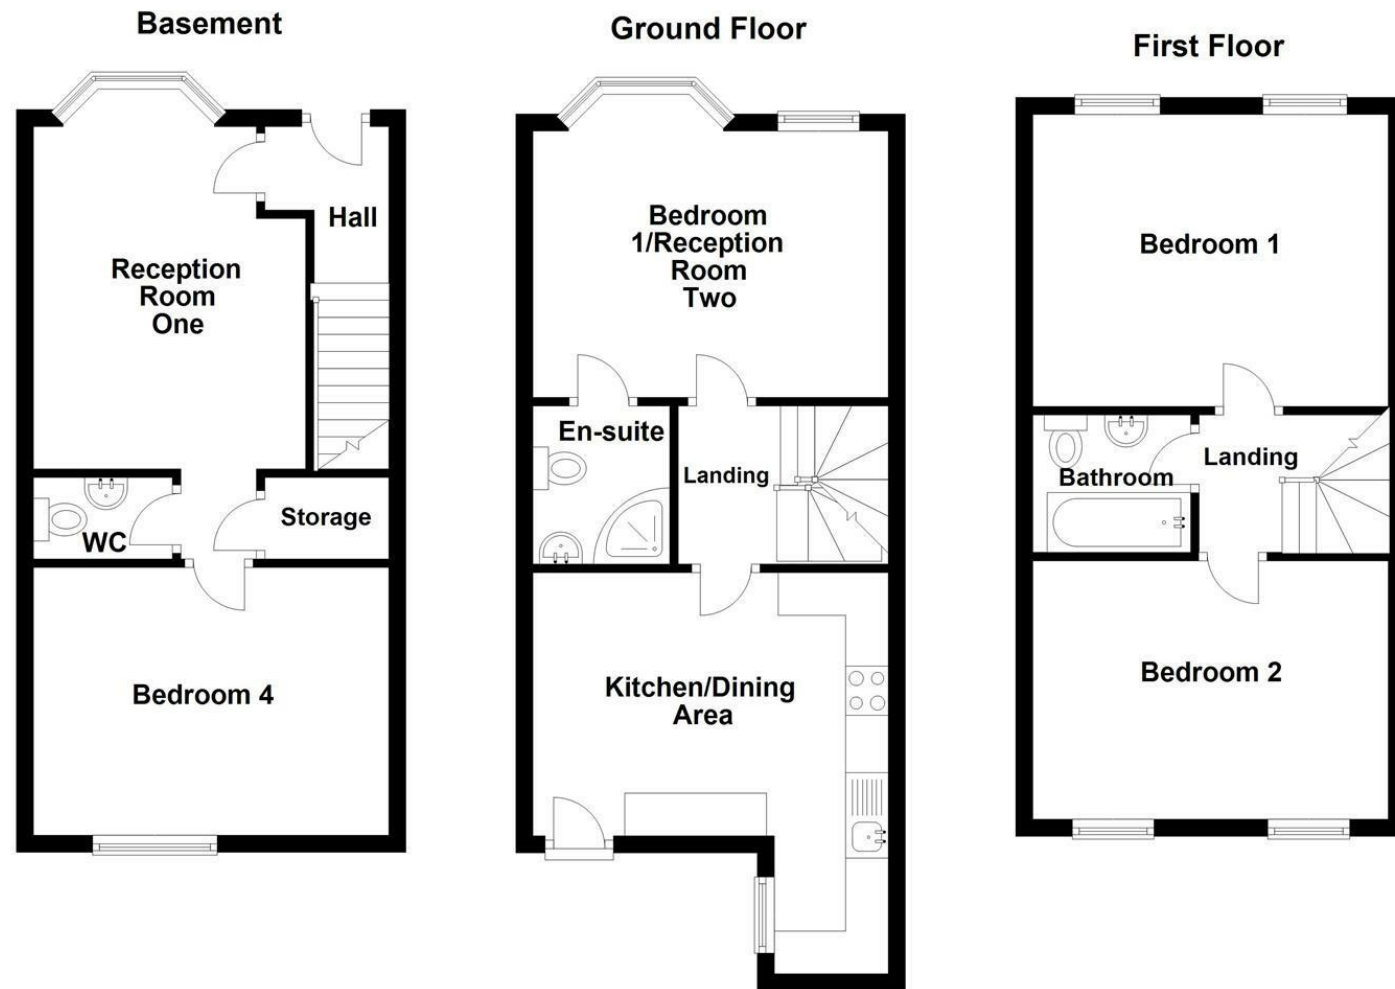 Basement
Hall
Reception
Room
One
WC
Storage
Bedroom 4
Ground Floor
Bedroom
1/Reception
Room
Two
En-suite
Landing
Kitchen/Dining
Area
First Floor
Bedroom 1
Bathroom
Landing
Bedroom 2